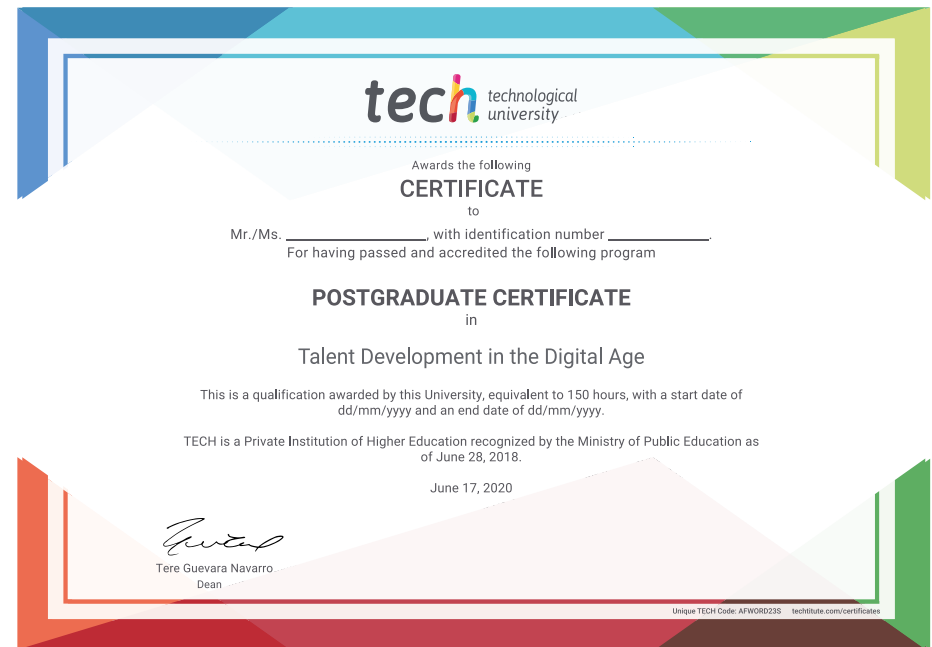 tech technological
university
Awards the following
CERTIFICATE
to
Mr./Ms. ____________________, with identification number ______________.
For having passed and accredited the following program
POSTGRADUATE CERTIFICATE
in
Talent Development in the Digital Age
This is a qualification awarded by this University, equivalent to 150 hours, with a start date of
dd/mm/yyyy and an end date of dd/mm/yyyy.
TECH is a Private Institution of Higher Education recognized by the Ministry of Public Education as
of June 28, 2018.
June 17, 2020
Tere Guevara Navarro
Dean
Unique TECH Code: AFWORD23S techtitute.com/certificates